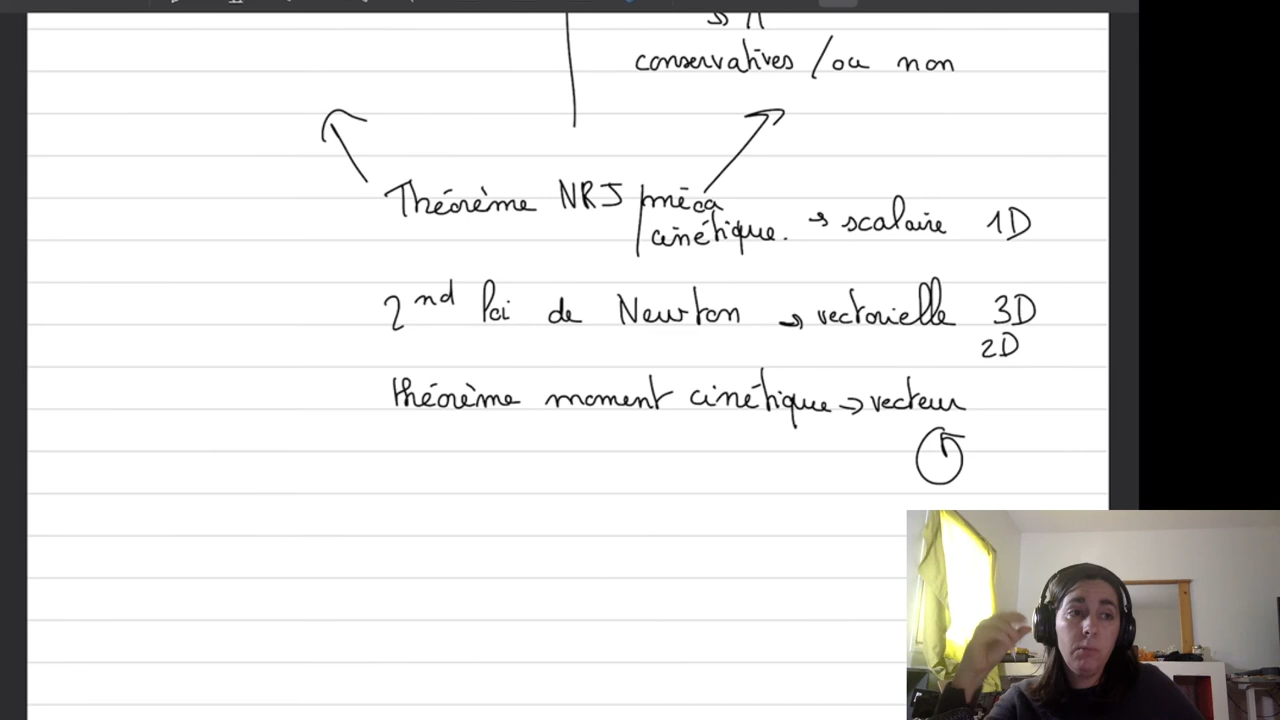 conservatives / ou non
Théorème NRJ méca
cinétique. → scalaire 1D
2nd loi de Newton → vectorielle 3D
2D
théorème moment cinétique → vecteur